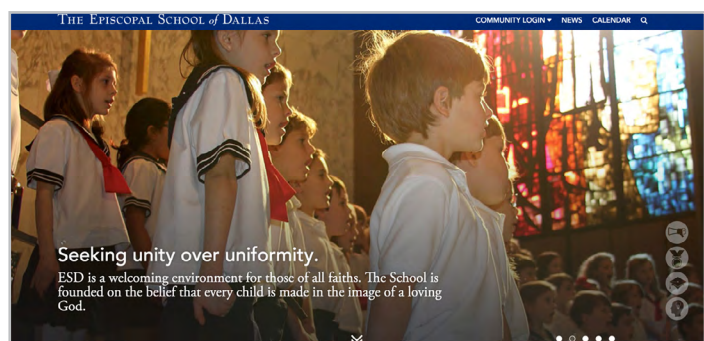 THE EPISCOPAL SCHOOL of DALLAS
COMMUNITY LOGIN NEWS CALENDAR
Seeking unity over uniformity.
ESD is a welcoming environment for those of all faiths. The School is
founded on the belief that every child is made in the image of a loving
God.